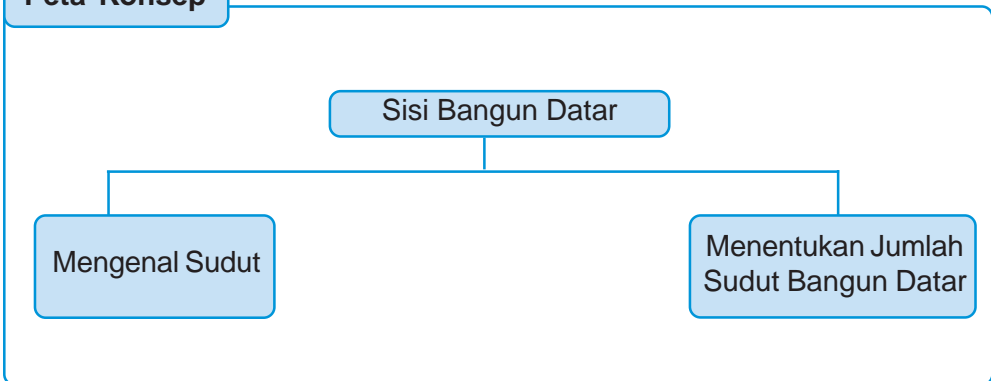 Peta Konsep
Sisi Bangun Datar
Mengenal Sudut
Menentukan Jumlah
Sudut Bangun Datar